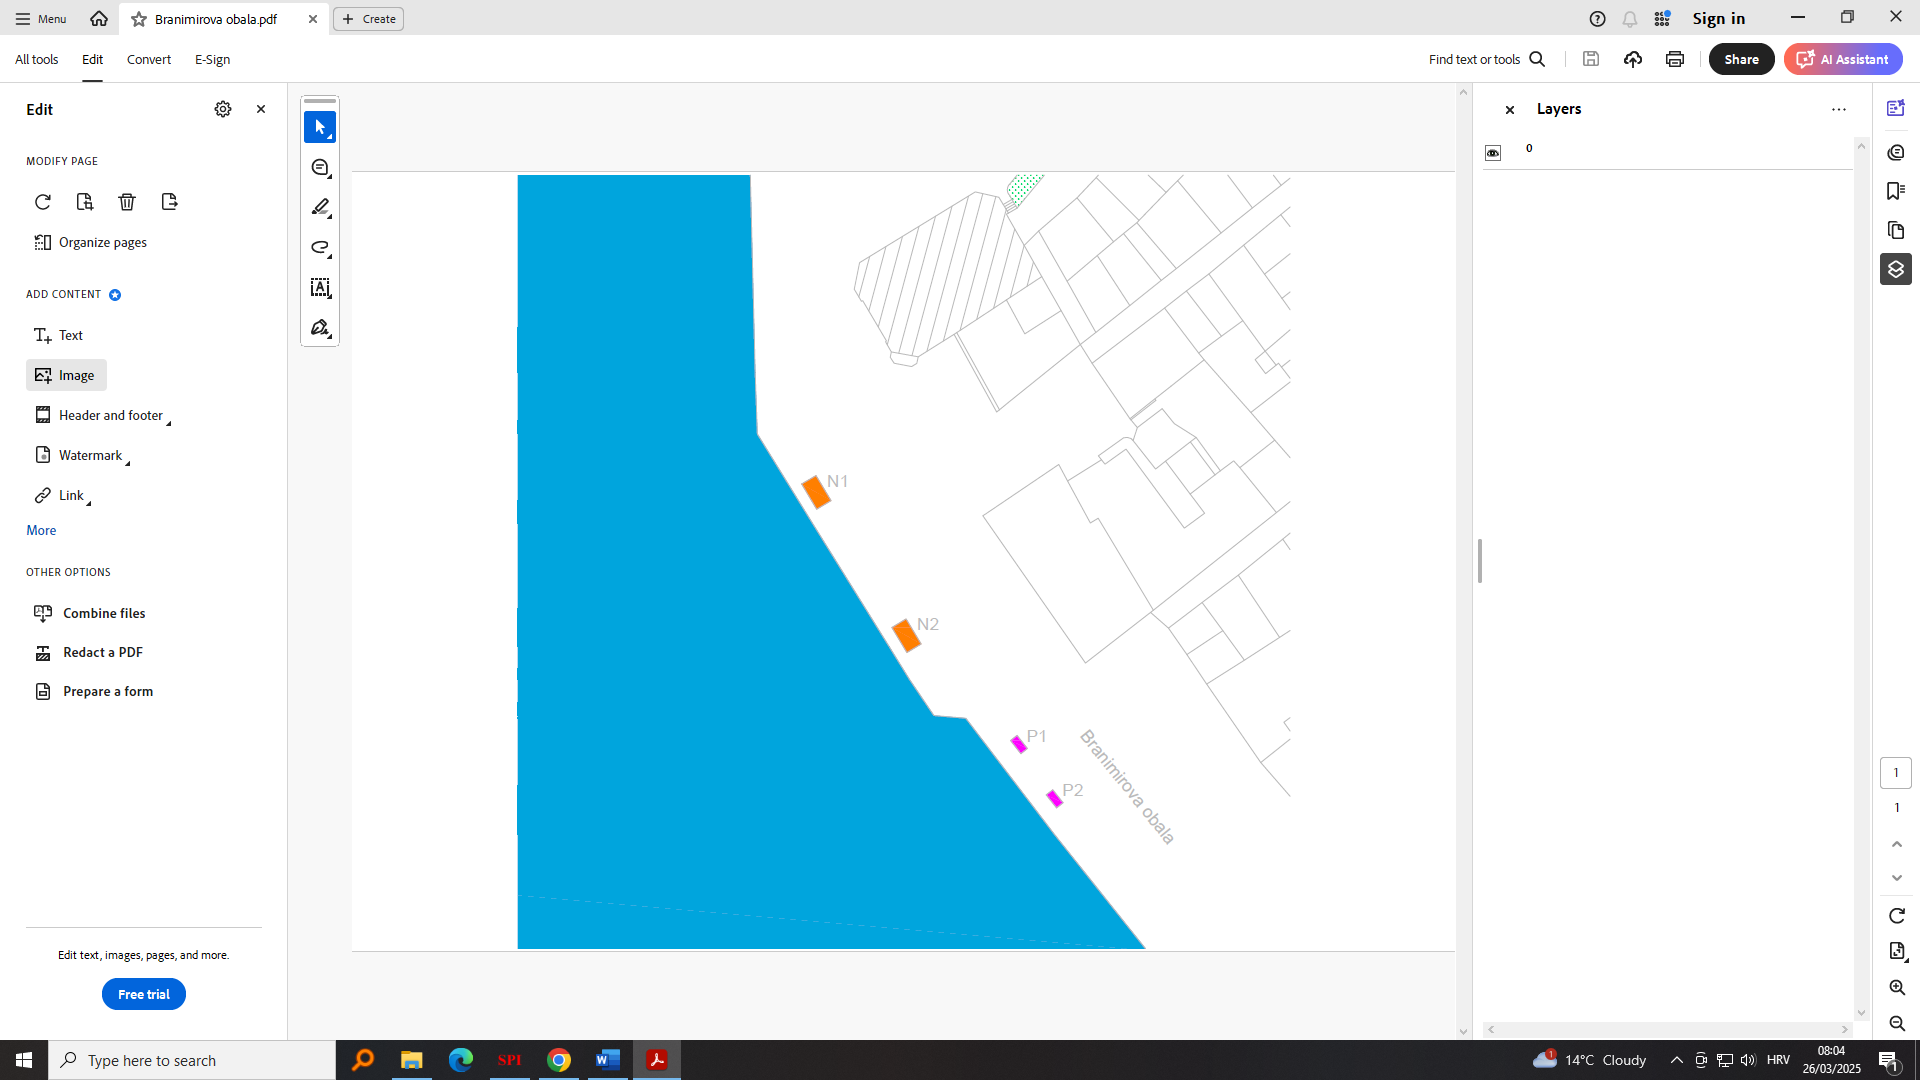 Menu
Branimirova obala.pdf
Create
Sign in
All tools
Edit
Convert
E-Sign
Find text or tools
Share
AI Assistant
Edit
MODIFY PAGE
Organize pages
ADD CONTENT
Text
Image
Header and footer
Watermark
Link
More
OTHER OPTIONS
Combine files
Redact a PDF
Prepare a form
Edit text, images, pages, and more.
Free trial
N1
N2
P1
P2
Branimirova obala
Layers
0
1
1
Type here to search
SPI
1
14°C Cloudy
HRV
08:04
26/03/2025
1